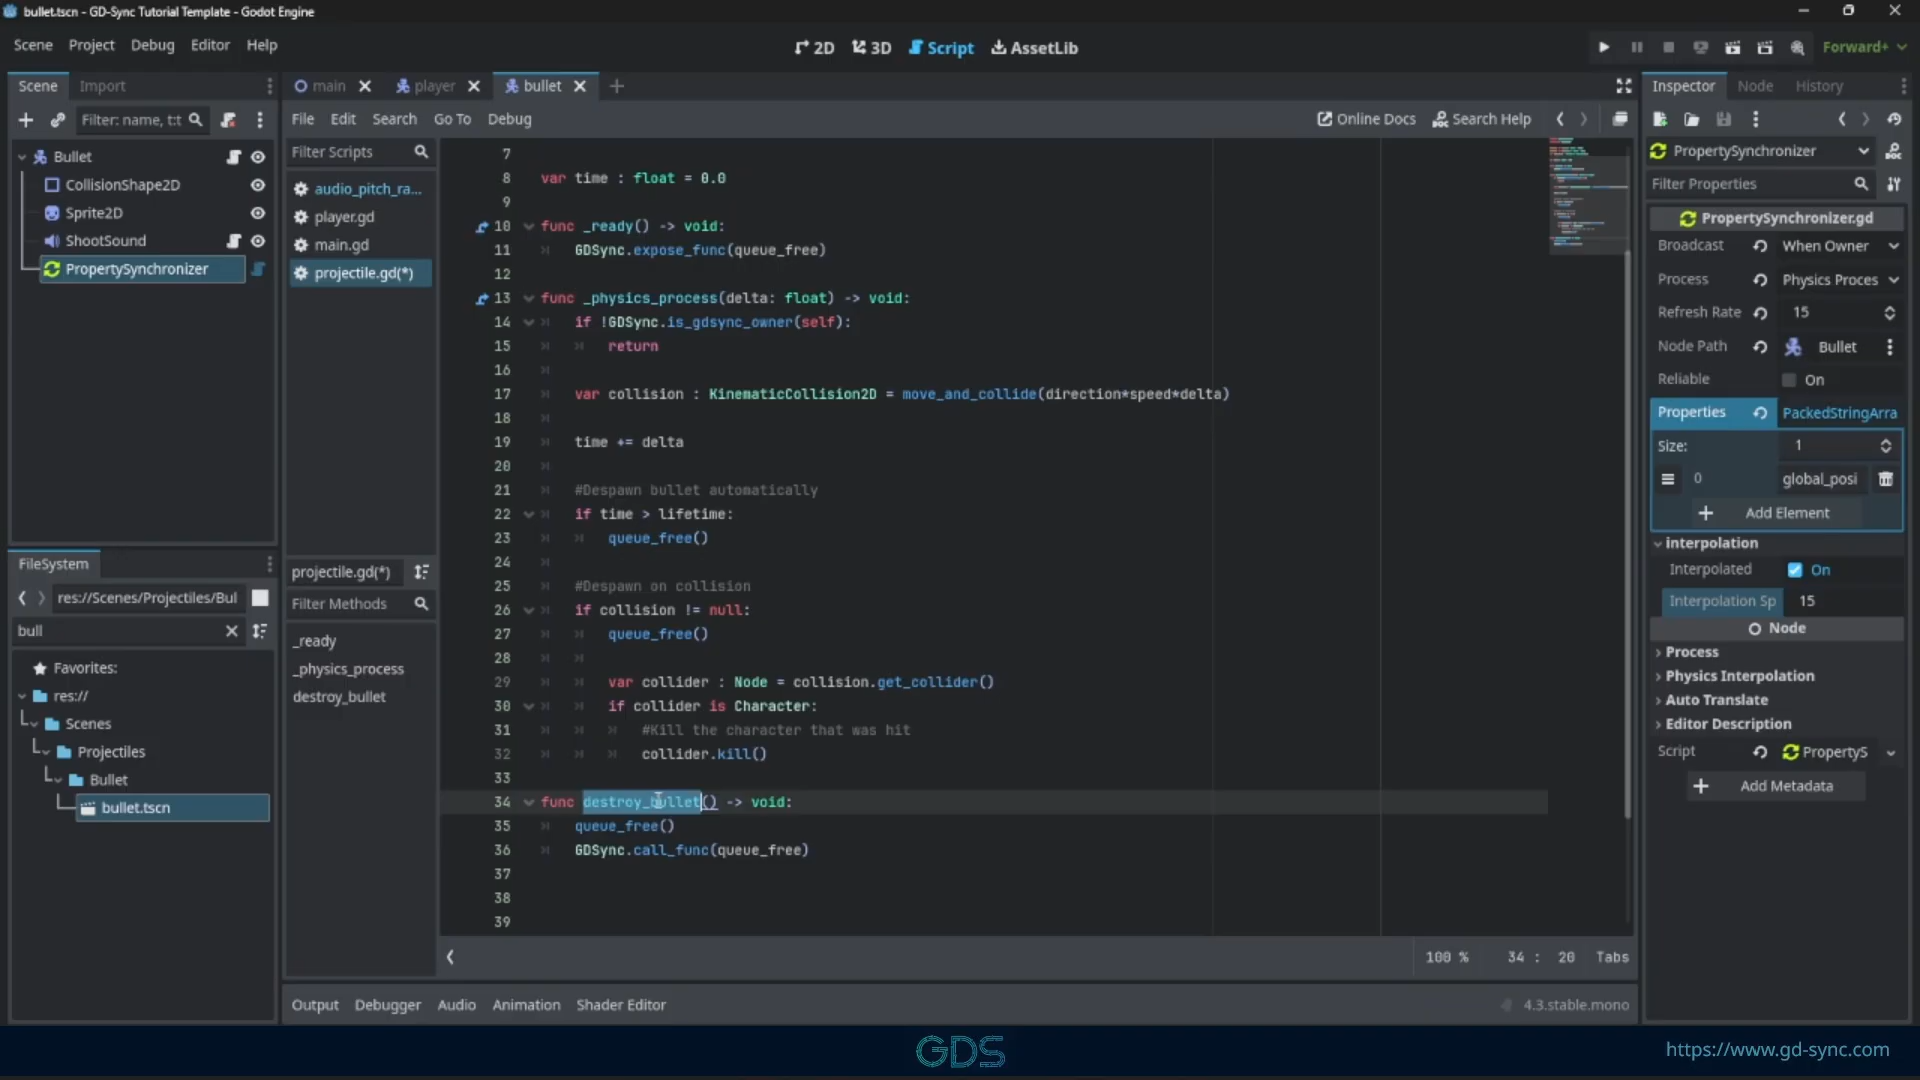 bullet.tscn - GD-Sync Tutorial Template - Godot Engine
Scene Project Debug Editor Help
2D 3D Script AssetLib
Forward+
Scene Import
main player bullet
Inspector Node History
Filter: name, t:t
File Edit Search Go To Debug
Online Docs Search Help
Bullet
CollisionShape2D
Sprite2D
ShootSound
PropertySynchronizer
FileSystem
res://Scenes/Projectiles/Bul
bull
Favorites:
res://
Scenes
Projectiles
Bullet
bullet.tscn
Filter Scripts
audio_pitch_ra...
player.gd
main.gd
projectile.gd(*)
projectile.gd(*)
Filter Methods
_ready
_physics_process
destroy_bullet
7
8 var time : float = 0.0
9
10 func _ready() -> void:
11 GDSync.expose_func(queue_free)
12
13 func _physics_process(delta: float) -> void:
14 if !GDSync.is_gdsync_owner(self):
15 return
16
17 var collision : KinematicCollision2D = move_and_collide(direction*speed*delta)
18
19 time += delta
20
21 #Despawn bullet automatically
22 if time > lifetime:
23 queue_free()
24
25 #Despawn on collision
26 if collision != null:
27 queue_free()
28
29 var collider : Node = collision.get_collider()
30 if collider is Character:
31 #Kill the character that was hit
32 collider.kill()
33
34 func destroy_bullet() -> void:
35 queue_free()
36 GDSync.call_func(queue_free)
37
38
39
100 % 34 : 20 Tabs
Output Debugger Audio Animation Shader Editor
4.3.stable.mono
PropertySynchronizer
Filter Properties
PropertySynchronizer.gd
Broadcast When Owner
Process Physics Proces
Refresh Rate 15
Node Path Bullet
Reliable On
Properties PackedStringArra
Size: 1
0 global_posi
Add Element
interpolation
Interpolated On
Interpolation Sp 15
Node
Process
Physics Interpolation
Auto Translate
Editor Description
Script PropertyS
Add Metadata
GDS
https://www.gd-sync.com